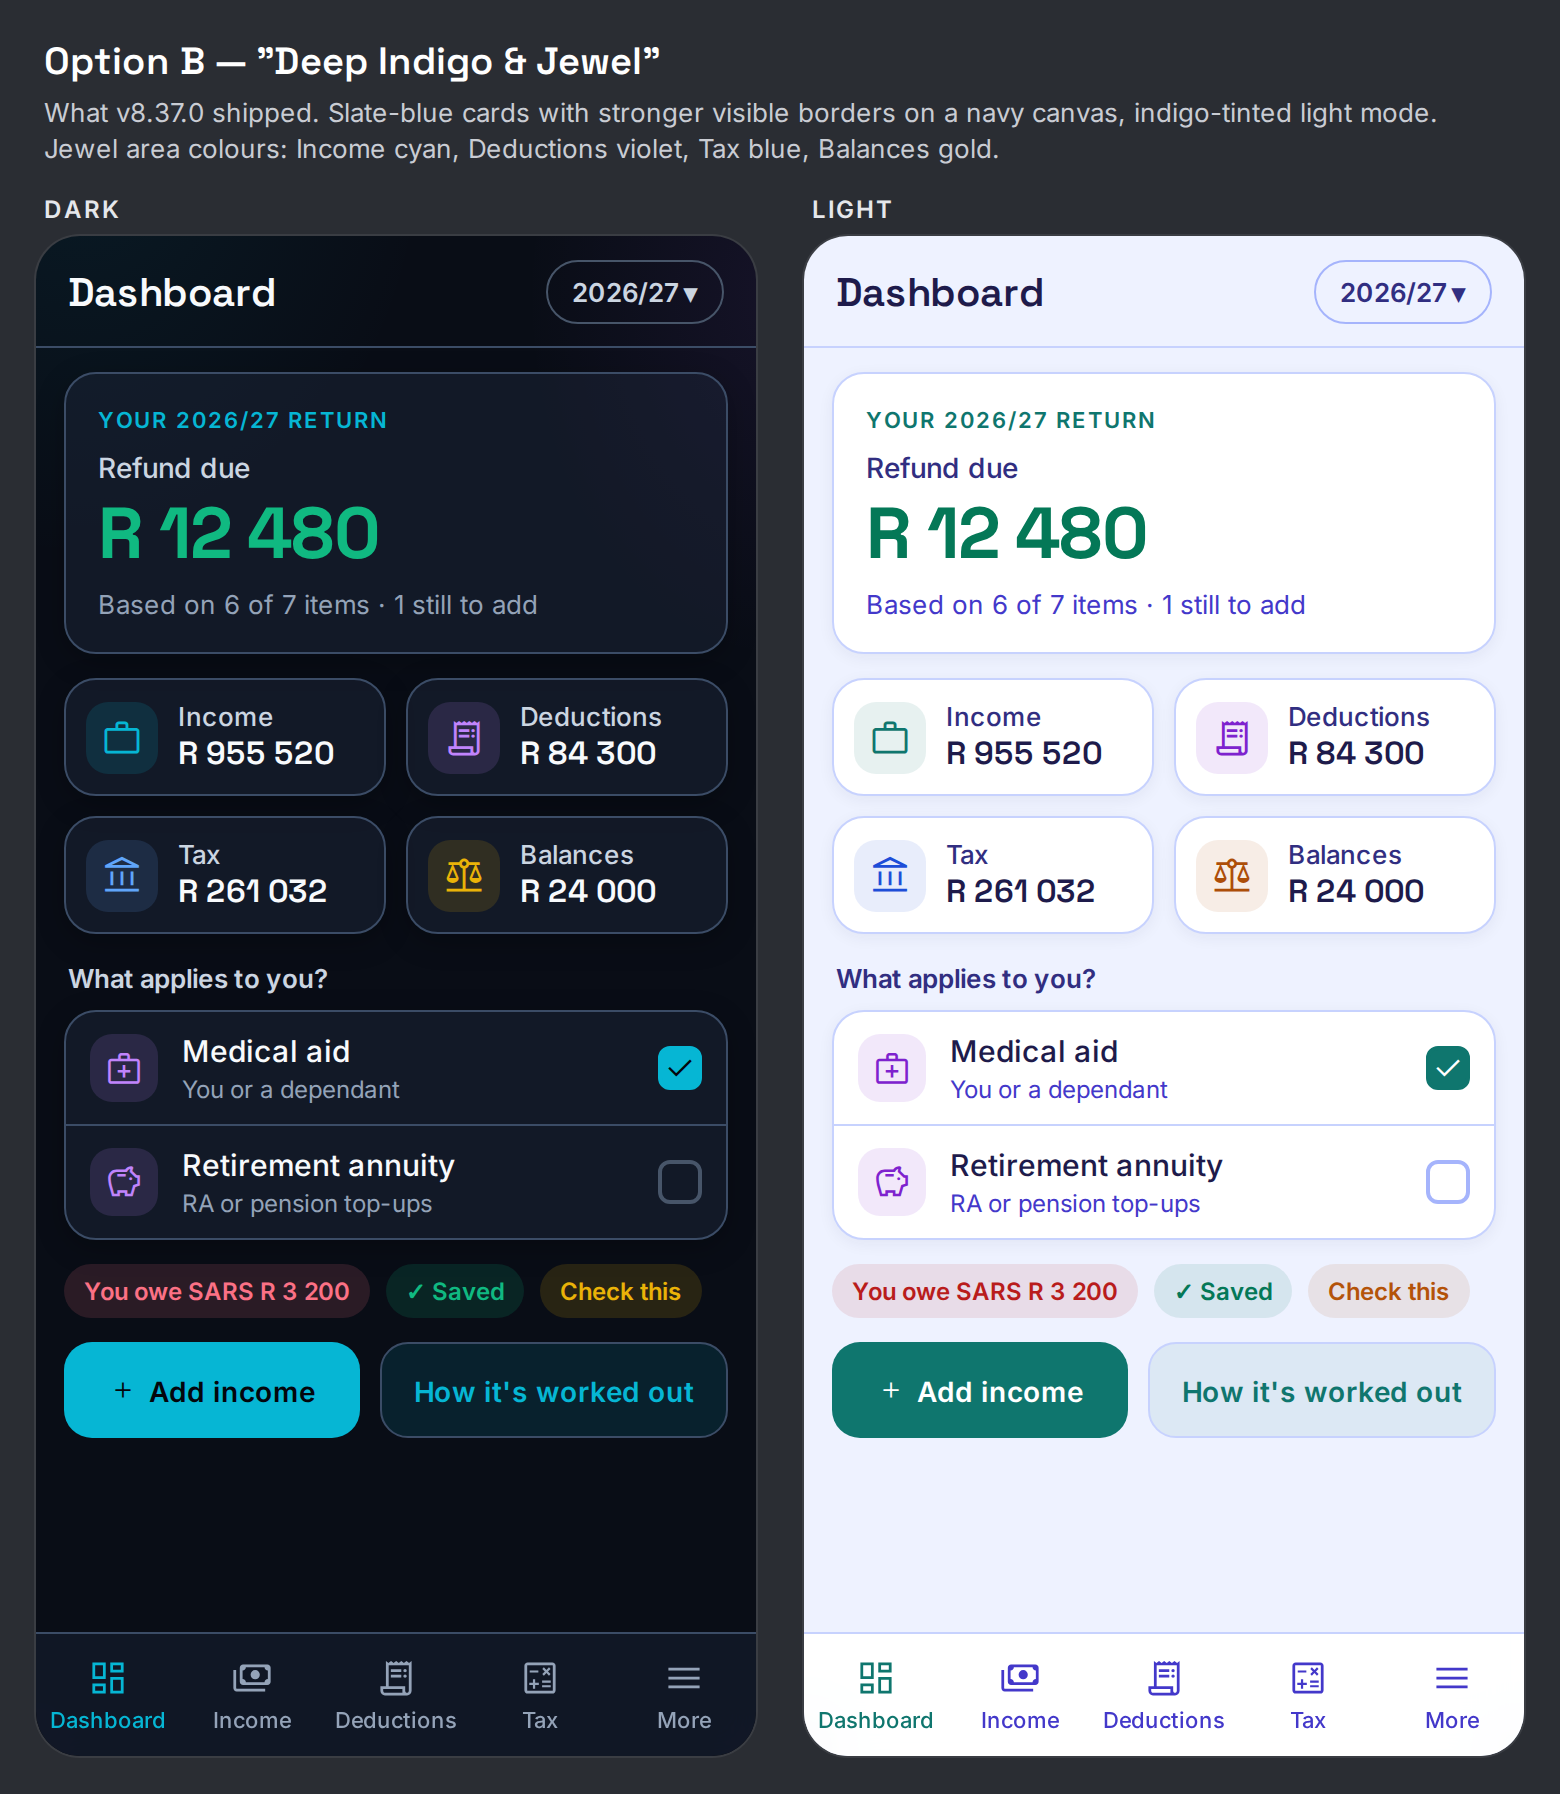 Option B — ”Deep Indigo & Jewel”
What v8.37.0 shipped. Slate-blue cards with stronger visible borders on a navy canvas, indigo-tinted light mode.
Jewel area colours: Income cyan, Deductions violet, Tax blue, Balances gold.
DARK
Dashboard
2026/27 ▾
YOUR 2026/27 RETURN
Refund due
R 12 480
Based on 6 of 7 items · 1 still to add
Income
R 955 520
Deductions
R 84 300
Tax
R 261 032
Balances
R 24 000
What applies to you?
Medical aid
You or a dependant
Retirement annuity
RA or pension top-ups
You owe SARS R 3 200
✓ Saved
Check this
+ Add income
How it's worked out
Dashboard
Income
Deductions
Tax
More
LIGHT
Dashboard
2026/27 ▾
YOUR 2026/27 RETURN
Refund due
R 12 480
Based on 6 of 7 items · 1 still to add
Income
R 955 520
Deductions
R 84 300
Tax
R 261 032
Balances
R 24 000
What applies to you?
Medical aid
You or a dependant
Retirement annuity
RA or pension top-ups
You owe SARS R 3 200
✓ Saved
Check this
+ Add income
How it's worked out
Dashboard
Income
Deductions
Tax
More